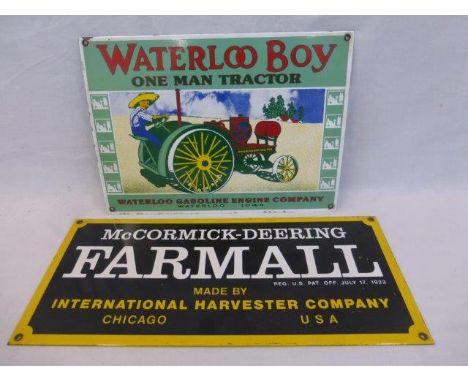 WATERLOO BOY
ONE MAN TRACTOR
WATERLOO GASOLINE ENGINE COMPANY
WATERLOO IOWA
McCORMICK-DEERING
FARMALL
REG. U.S. PAT. OFF. JULY 17, 1923
MADE BY
INTERNATIONAL HARVESTER COMPANY
CHICAGO USA